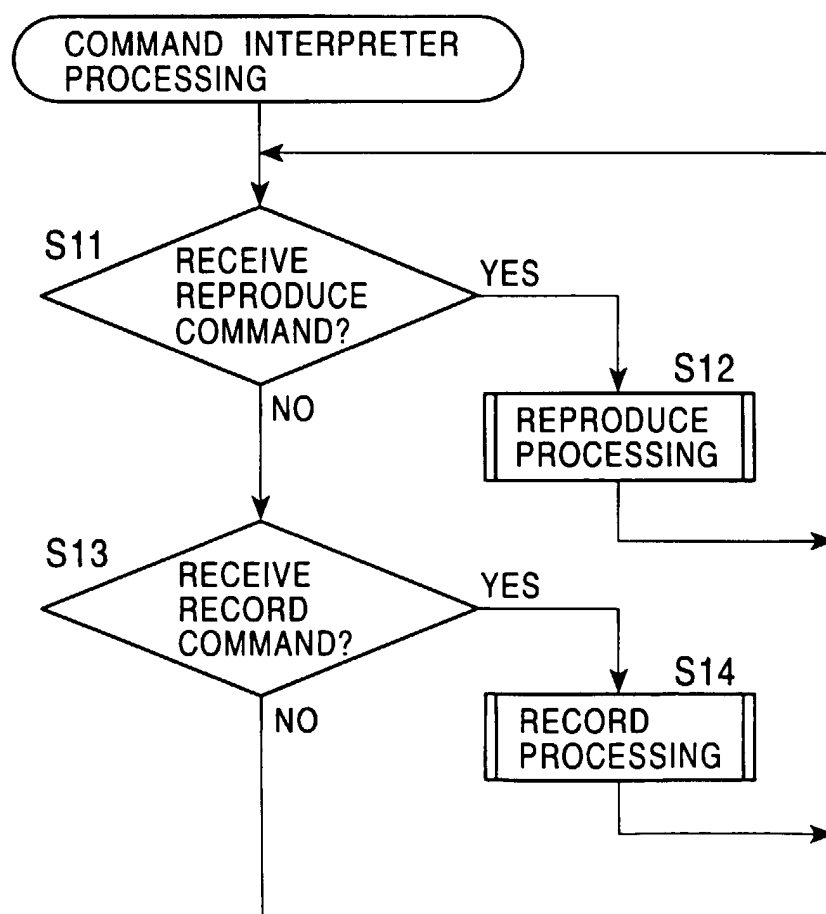 COMMAND INTERPRETER
PROCESSING
S11
RECEIVE
REPRODUCE
COMMAND?
YES
S12
NO
REPRODUCE
PROCESSING
S13
RECEIVE
RECORD
COMMAND?
YES
S14
NO
RECORD
PROCESSING